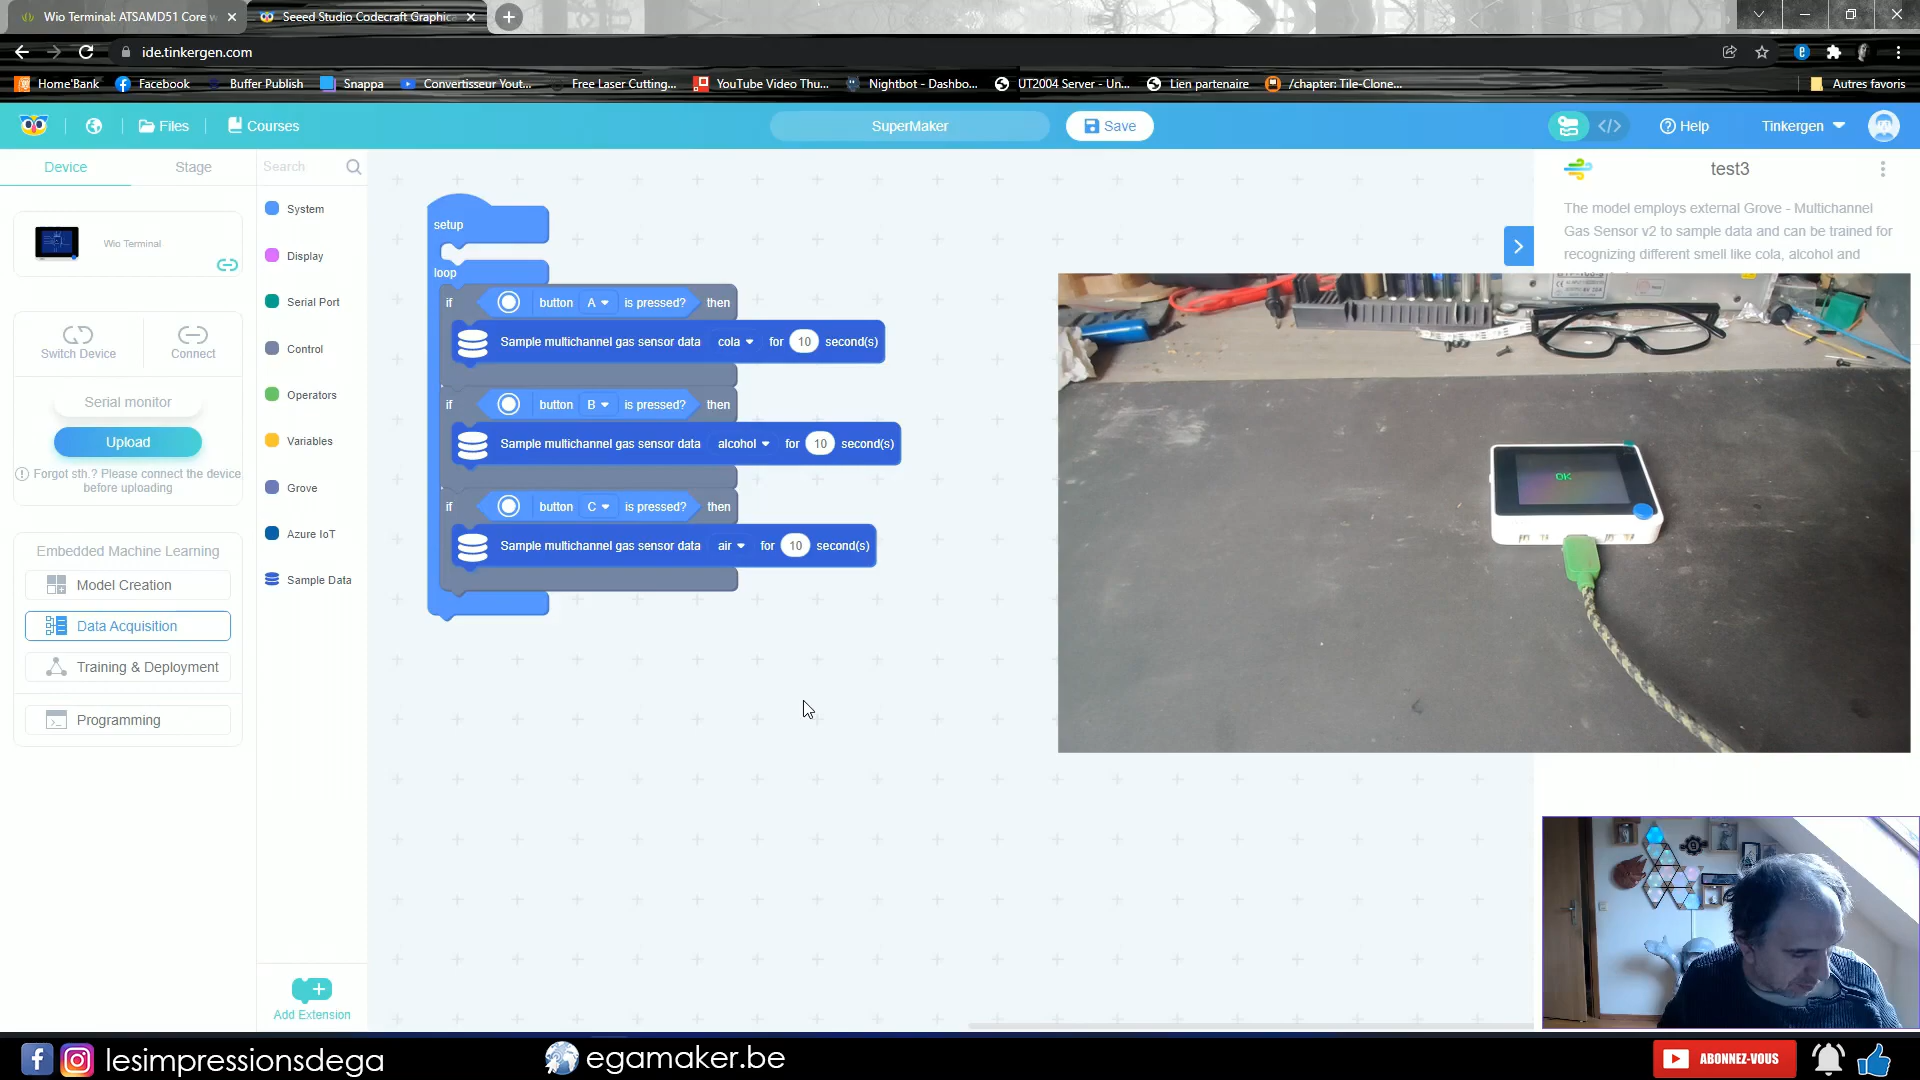 Wio Terminal: ATSAMD51 Core w
Seeed Studio Codecraft Graphica
ide.tinkergen.com
Home'Bank
Facebook
Buffer Publish
Snappa
Convertisseur Yout...
Free Laser Cutting...
YouTube Video Thu...
Nightbot - Dashbo...
UT2004 Server - Un...
Lien partenaire
/chapter: Tile-Clone...
Autres favoris
Files
Courses
SuperMaker
Save
Help
Tinkergen
Device
Stage
Search
Wio Terminal
Switch Device
Connect
Serial monitor
Upload
Forgot sth.? Please connect the device
before uploading
Embedded Machine Learning
Model Creation
Data Acquisition
Training & Deployment
Programming
System
Display
Serial Port
Control
Operators
Variables
Grove
Azure IoT
Sample Data
Add Extension
setup
loop
if button A is pressed? then
Sample multichannel gas sensor data cola for 10 second(s)
if button B is pressed? then
Sample multichannel gas sensor data alcohol for 10 second(s)
if button C is pressed? then
Sample multichannel gas sensor data air for 10 second(s)
test3
The model employs external Grove - Multichannel
Gas Sensor v2 to sample data and can be trained for
recognizing different smell like cola, alcohol and
OK
lesimpressionsdega
egamaker.be
ABONNEZ-VOUS